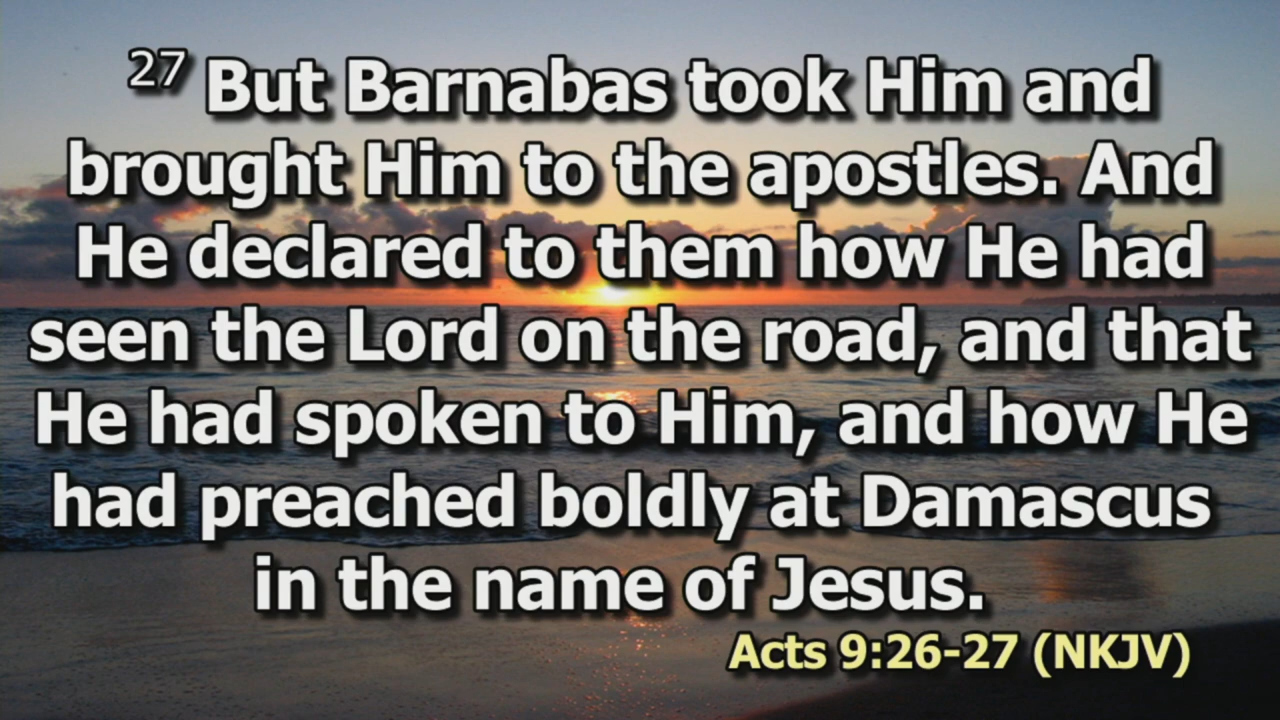 27 But Barnabas took Him and
brought Him to the apostles. And
He declared to them how He had
seen the Lord on the road, and that
He had spoken to Him, and how He
had preached boldly at Damascus
in the name of Jesus.
Acts 9:26-27 (NKJV)